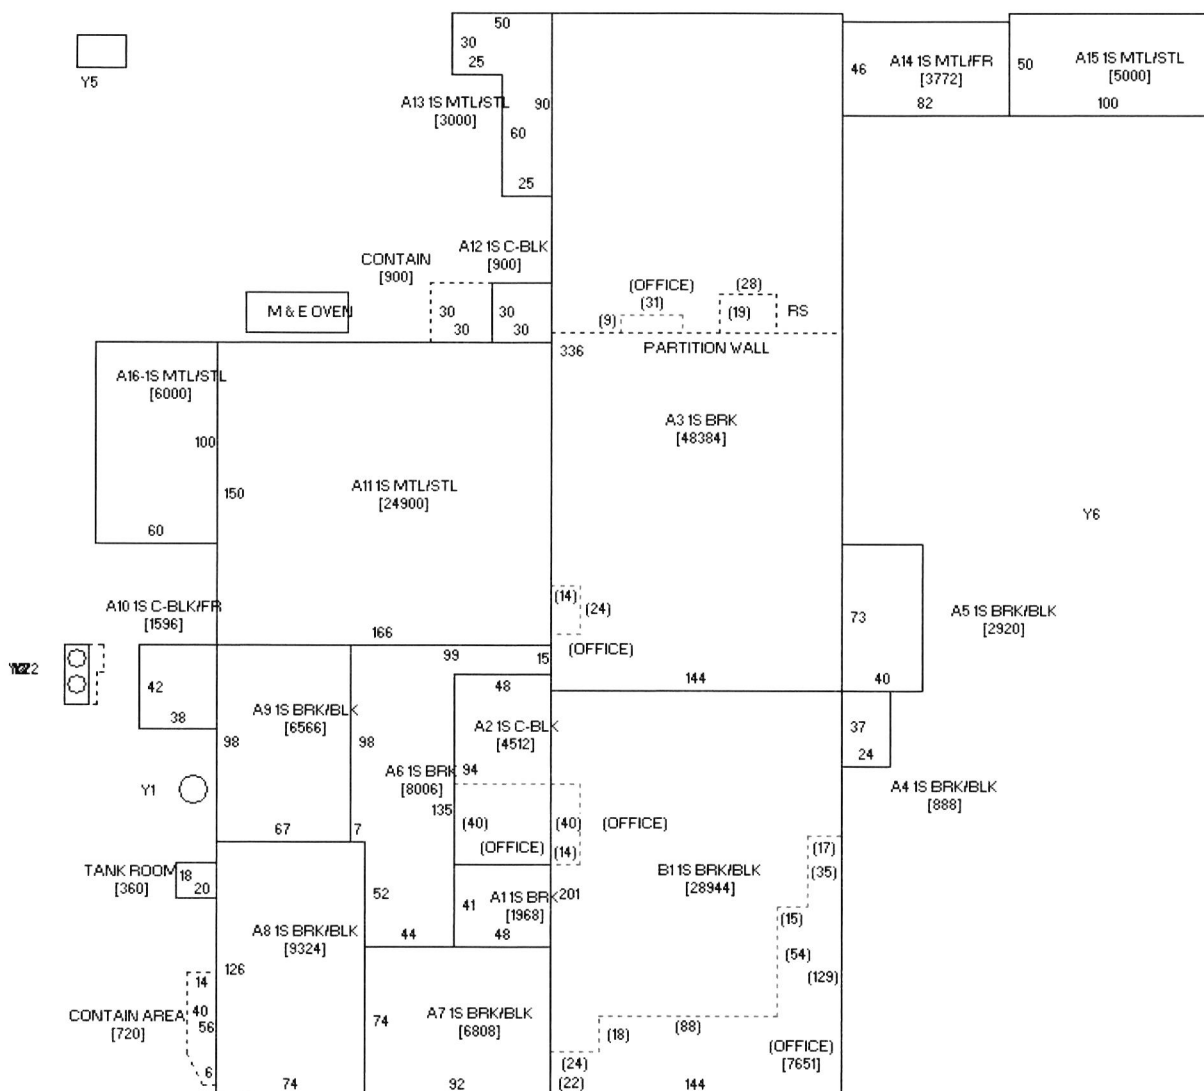 50
30
25
A13 1S MTL/STL
[3000]
90
60
25
Y5
46
A14 1S MTL/FR
[3772]
82
50
A15 1S MTL/STL
[5000]
100
CONTAIN
[900]
A12 1S C-BLK
[900]
30
30
30
30
M & E OVEN
(OFFICE)
(31)
(9)
(28)
(19)
RS
336
PARTITION WALL
A16-1S MTL/STL
[6000]
100
60
150
A11 1S MTL/STL
[24900]
166
A3 1S BRK
[48384]
Y6
(14)
(24)
(OFFICE)
144
73
40
A5 1S BRK/BLK
[2920]
A10 1S C-BLK/FR
[1596]
42
38
99
15
48
A9 1S BRK/BLK
[6566]
98
67
98
7
A2 1S C-BLK
[4512]
94
A6 1S BRK
[8006]
135
37
24
A4 1S BRK/BLK
[888]
Y1
(40)
(OFFICE)
(40)
(14)
(OFFICE)
TANK ROOM
[360]
18
20
52
44
41
A1 1S BRK
[1968]
48
201
B1 1S BRK/BLK
[28944]
(17)
(35)
(15)
(54)
(129)
A8 1S BRK/BLK
[9324]
126
74
CONTAIN AREA
[720]
14
40
56
6
74
A7 1S BRK/BLK
[6808]
92
(18)
(88)
(24)
(22)
144
(OFFICE)
[7651]